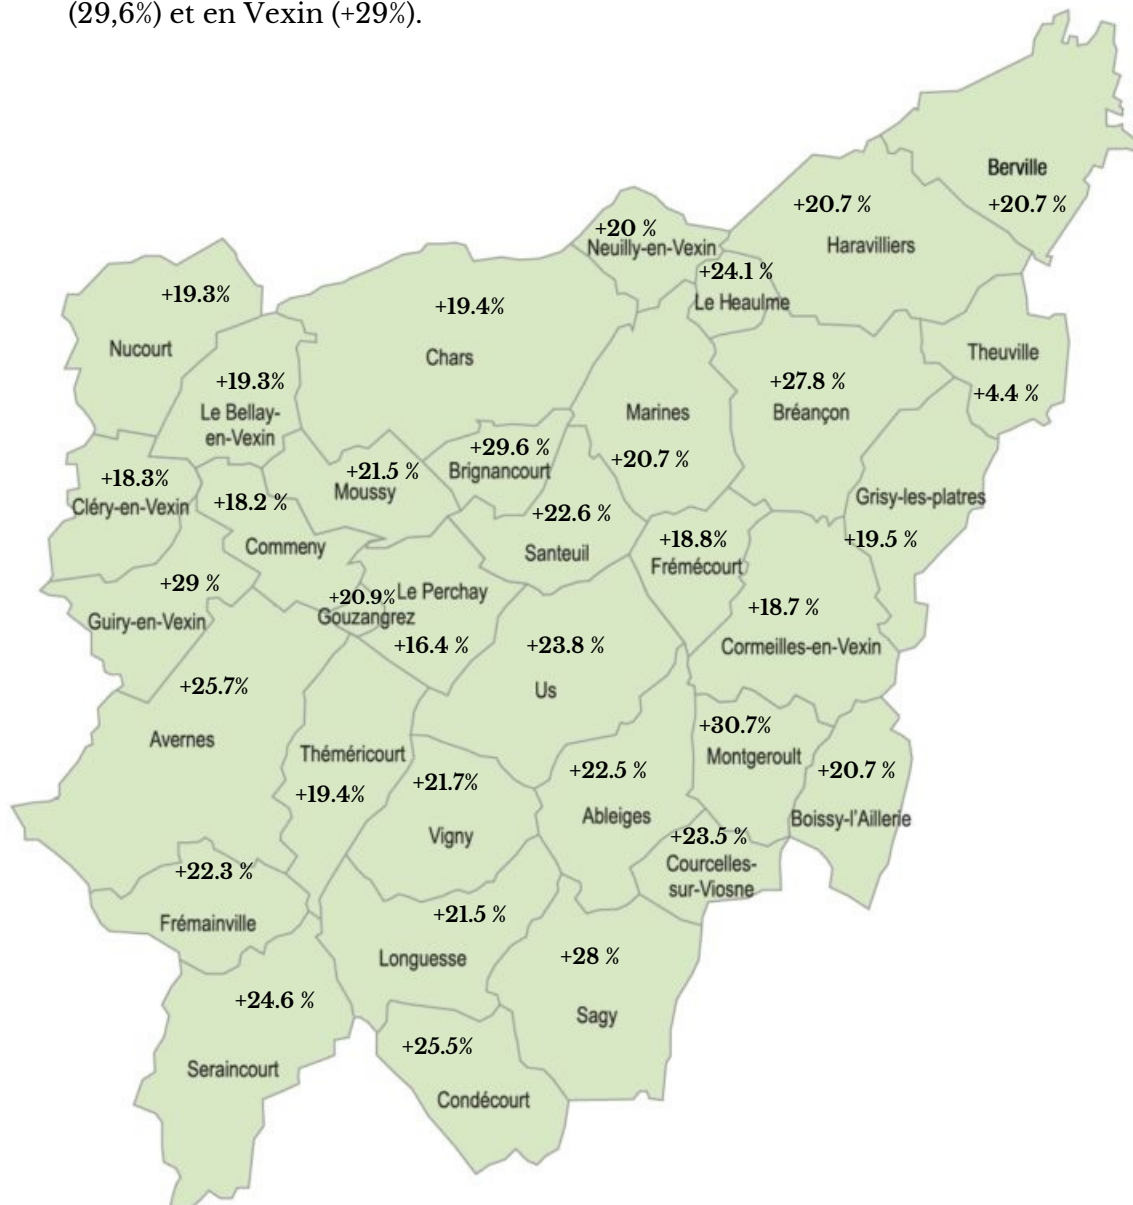 (29,6%) et en Vexin (+29%).
Berville
+20.7 %
+20.7 %
Haravilliers
+20 %
Neuilly-en-Vexin
+24.1 %
Le Heaulme
+19.3%
Nucourt
+19.4%
Chars
Theuville
+4.4 %
+19.3%
Le Bellay-
en-Vexin
+27.8 %
Bréançon
Marines
+20.7 %
+29.6 %
Brignancourt
+21.5 %
Moussy
+18.3%
Cléry-en-Vexin
+18.2 %
Commeny
Grisy-les-platres
+19.5 %
+22.6 %
Santeuil
+18.8%
Frémécourt
+29 %
Guiry-en-Vexin
+20.9%
Gouzangrez
Le Perchay
+16.4 %
+18.7 %
Cormeilles-en-Vexin
+23.8 %
Us
+25.7%
Avernes
Théméricourt
+19.4%
+21.7%
Vigny
+22.5 %
Ableiges
+30.7%
Montgeroult
+20.7 %
Boissy-l'Aillerie
+23.5 %
Courcelles-
sur-Viosne
+22.3 %
Frémainville
+21.5 %
Longuesse
+28 %
Sagy
+24.6 %
Seraincourt
+25.5%
Condécourt